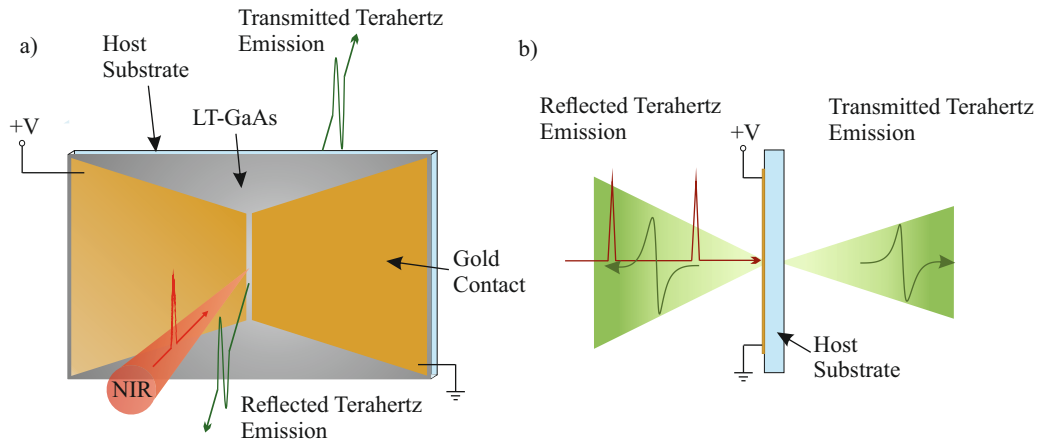 a)
Transmitted Terahertz
Emission
Host
Substrate
LT-GaAs
+V
Gold
Contact
NIR
Reflected Terahertz
Emission
b)
Reflected Terahertz
Emission
+V
Transmitted Terahertz
Emission
Host
Substrate